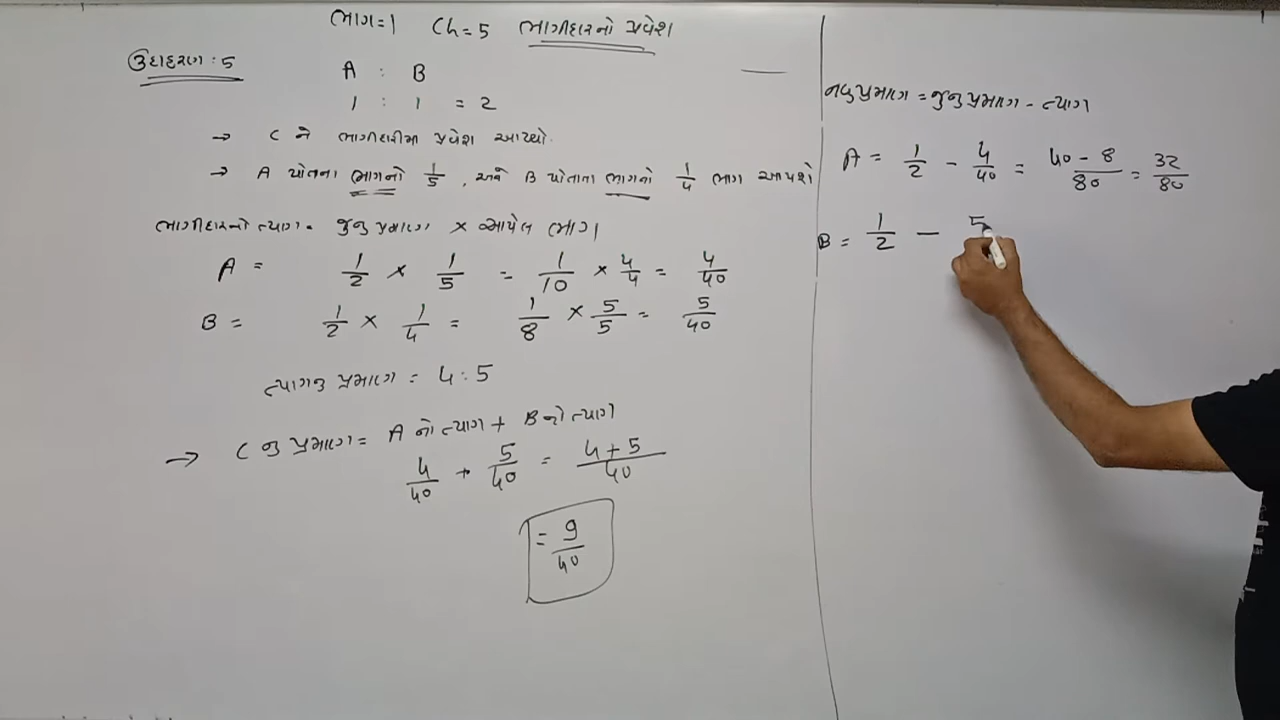 ભાગ=1 Ch=5 ભાગીદારનો પ્રવેશ
ઉદાહરણ:5
A : B
1 : 1 = 2
→ C ને ભાગીદારીમા પ્રવેશ આપ્યો.
→ A પોતના ભાગનો 1/5, અને B પોતાતા ભાગનો 1/4 ભાગ આપશે
ભાગીદારનો ત્યાગ= જુનુ પ્રમાણ × આપેલ ભાગ
A = 1/2 × 1/5 = 1/10 × 4/4 = 4/40
B = 1/2 × 1/4 = 1/8 × 5/5 = 5/40
ત્યાગનુ પ્રમાણ = 4:5
→ C નુ પ્રમાણ= A નો ત્યાગ + B નો ત્યાગ
4/40 + 5/40 = 4+5/40
= 9/40
નવુ પ્રમાણ = જુનુ પ્રમાણ - ત્યાગ
A = 1/2 - 4/40 = 40-8/80 = 32/80
B = 1/2 - 5